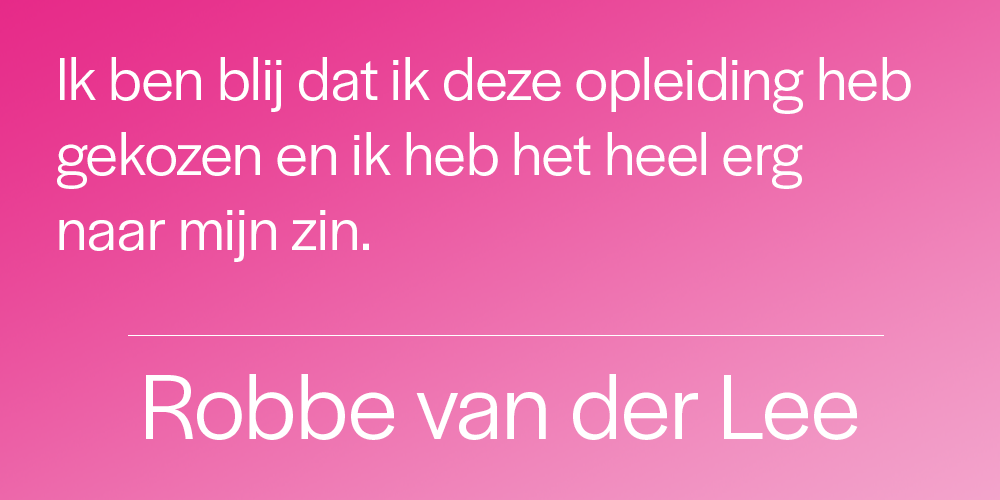 Ik ben blij dat ik deze opleiding heb
gekozen en ik heb het heel erg
naar mijn zin.
Robbe van der Lee